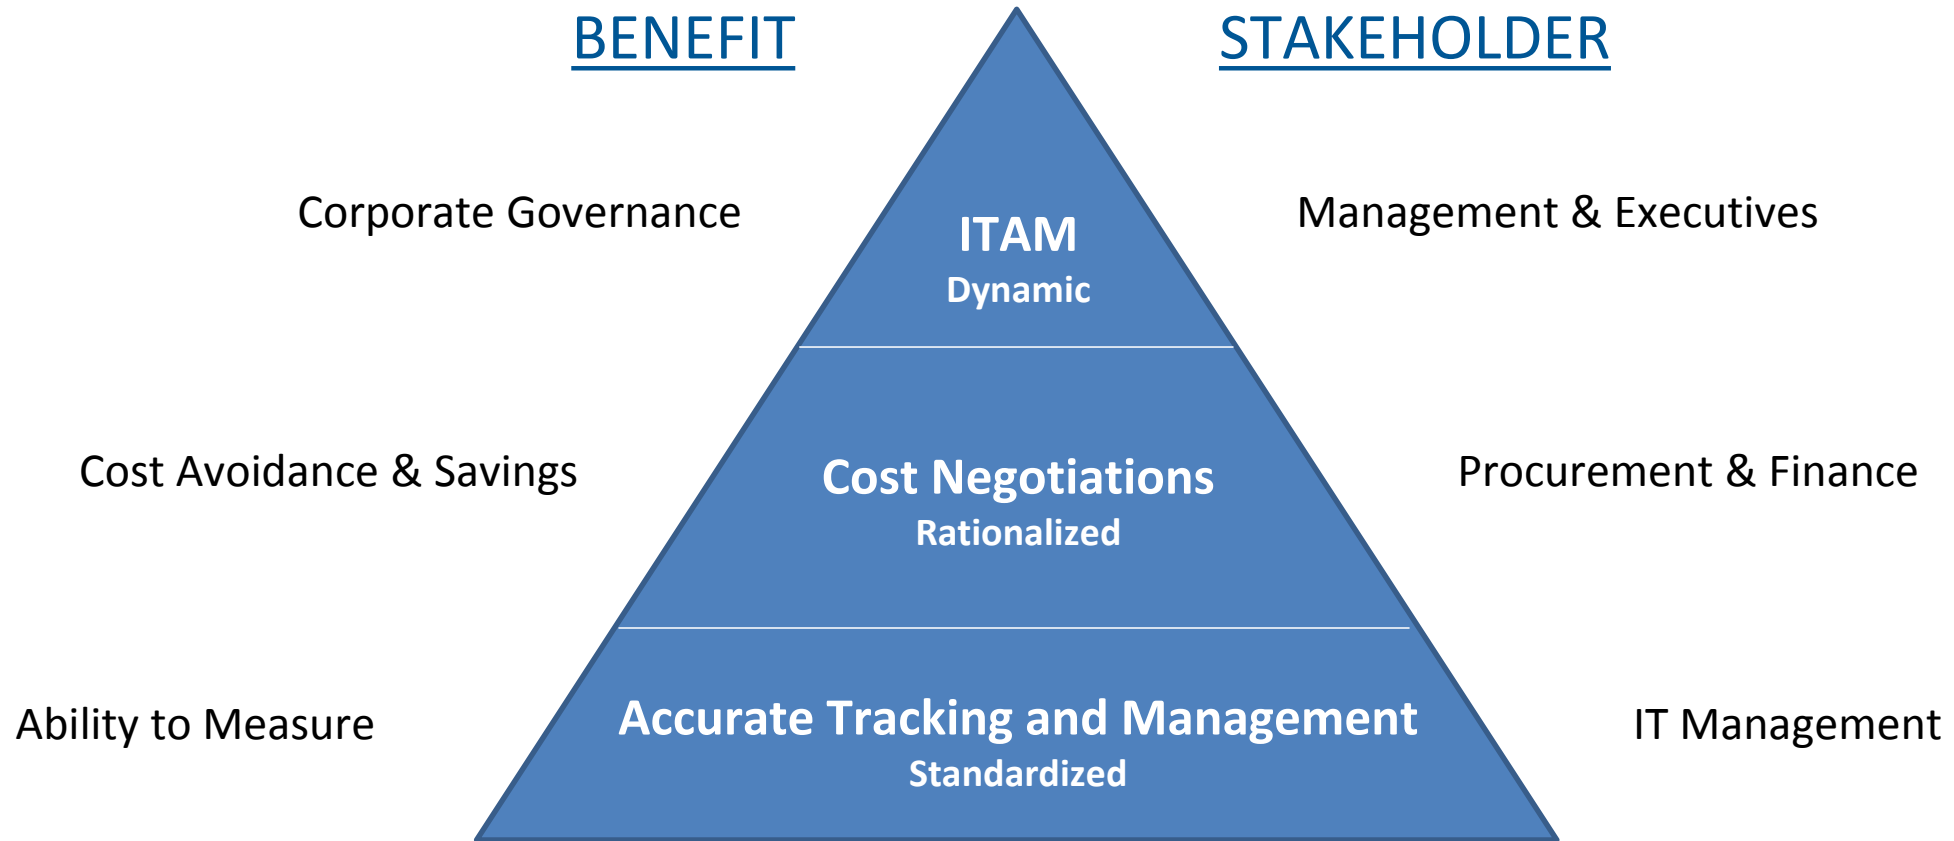 BENEFIT
STAKEHOLDER
Corporate Governance
ITAM
Dynamic
Management & Executives
Cost Avoidance & Savings
Cost Negotiations
Rationalized
Procurement & Finance
Ability to Measure
Accurate Tracking and Management
Standardized
IT Management